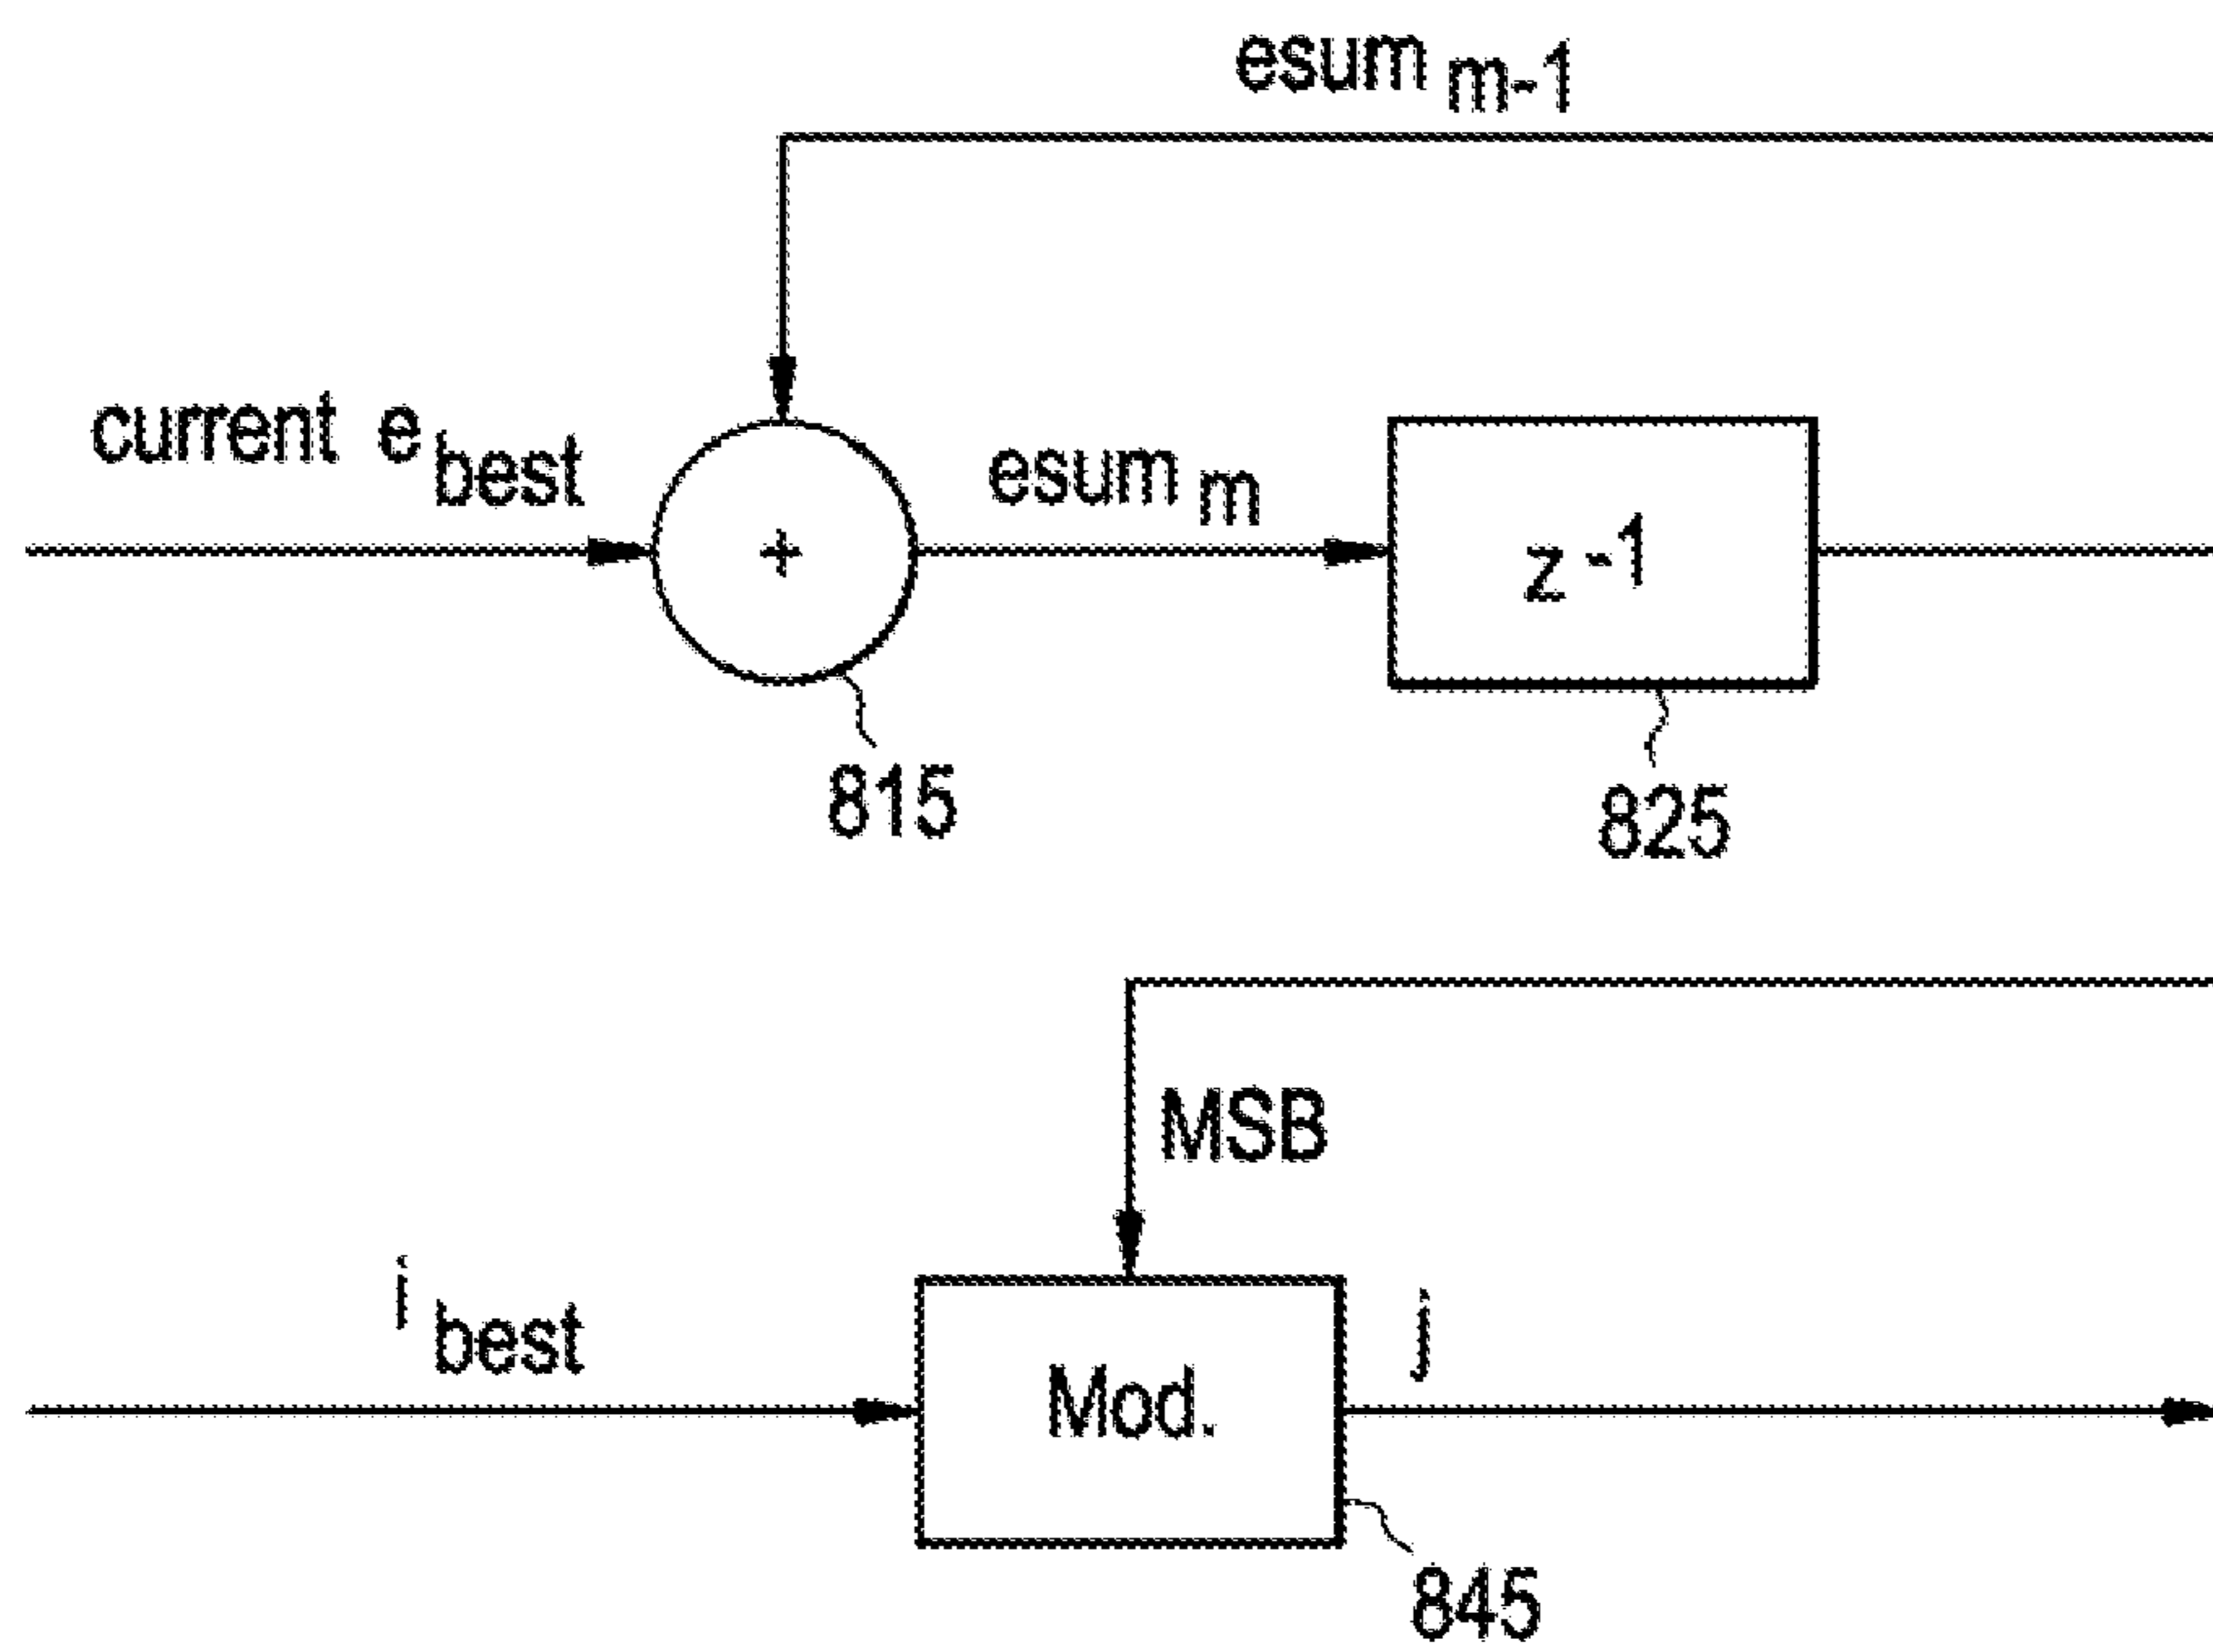 esum m-1
current e best
esum m
+
z -1
815
825
MSB
i best
Mod.
j
845